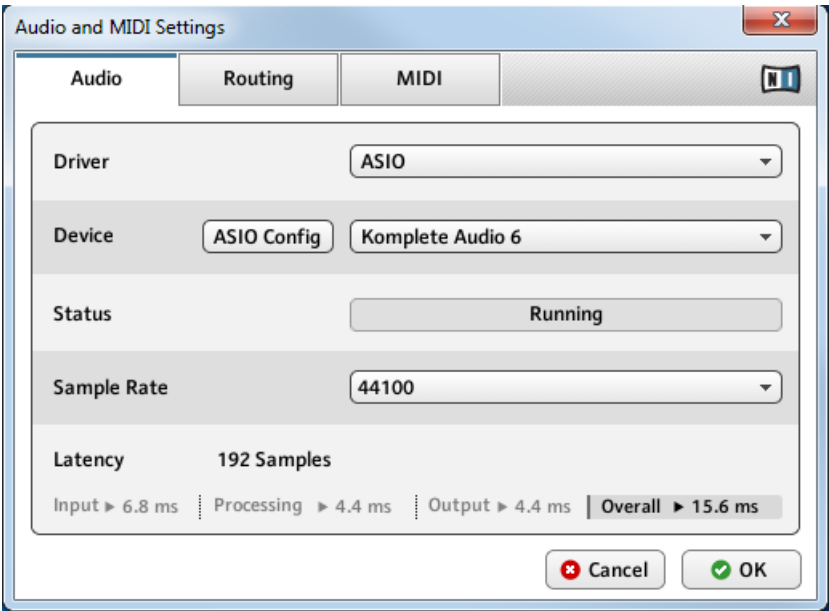 Audio and MIDI Settings
Audio Routing MIDI NI
Driver ASIO
Device ASIO Config Komplete Audio 6
Status Running
Sample Rate 44100
Latency 192 Samples
Input ▶ 6.8 ms Processing ▶ 4.4 ms Output ▶ 4.4 ms Overall ▶ 15.6 ms
Cancel OK